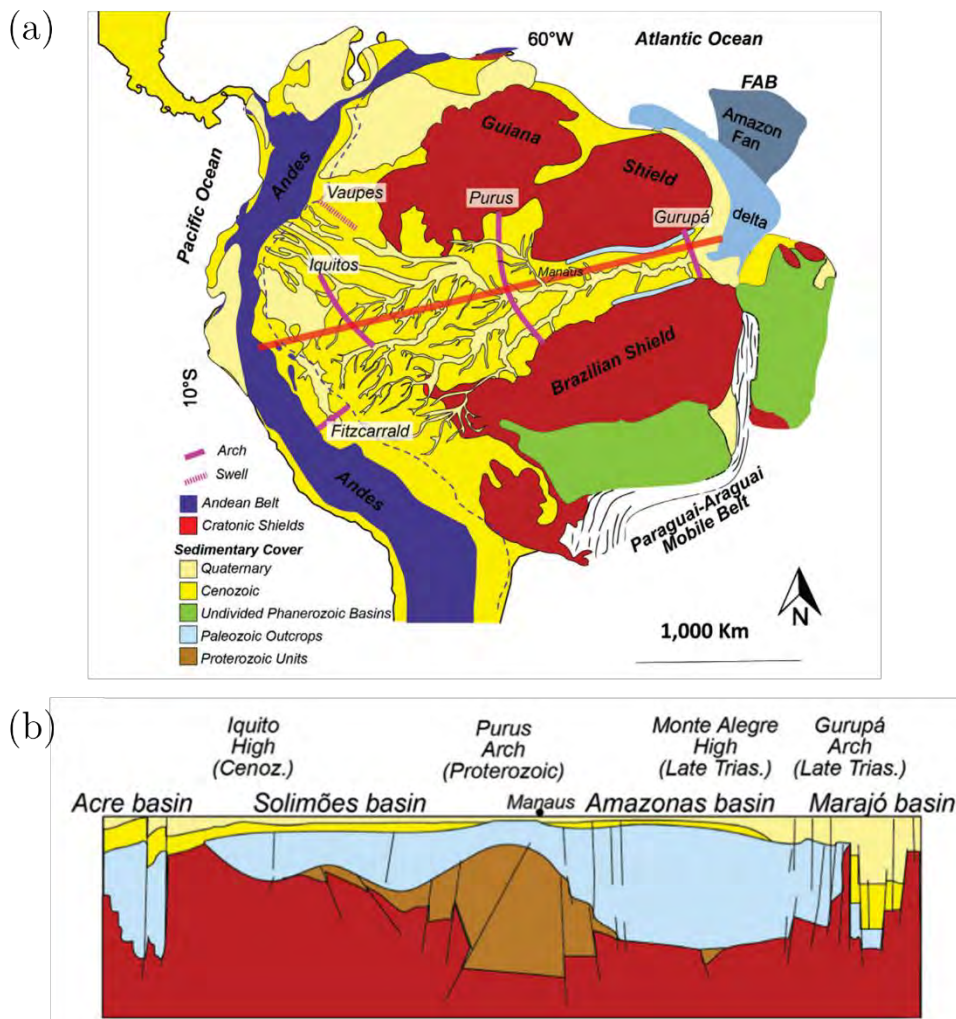 (a)
60°W
Atlantic Ocean
FAB
Amazon
Fan
Guiana
Shield
Andes
Pacific Ocean
Vaupes
Purus
Gurupá
delta
Iquitos
Manaus
10°S
Brazilian Shield
Fitzcarrald
Andes
Paraguai-Araguai
Mobile Belt
Arch
Swell
Andean Belt
Cratonic Shields
Sedimentary Cover
Quaternary
Cenozoic
Undivided Phanerozoic Basins
Paleozoic Outcrops
Proterozoic Units
1,000 Km
N
(b)
Iquito
High
(Cenoz.)
Purus
Arch
(Proterozoic)
Monte Alegre
High
(Late Trias.)
Gurupá
Arch
(Late Trias.)
Acre basin
Solimões basin
Manaus
Amazonas basin
Marajó basin